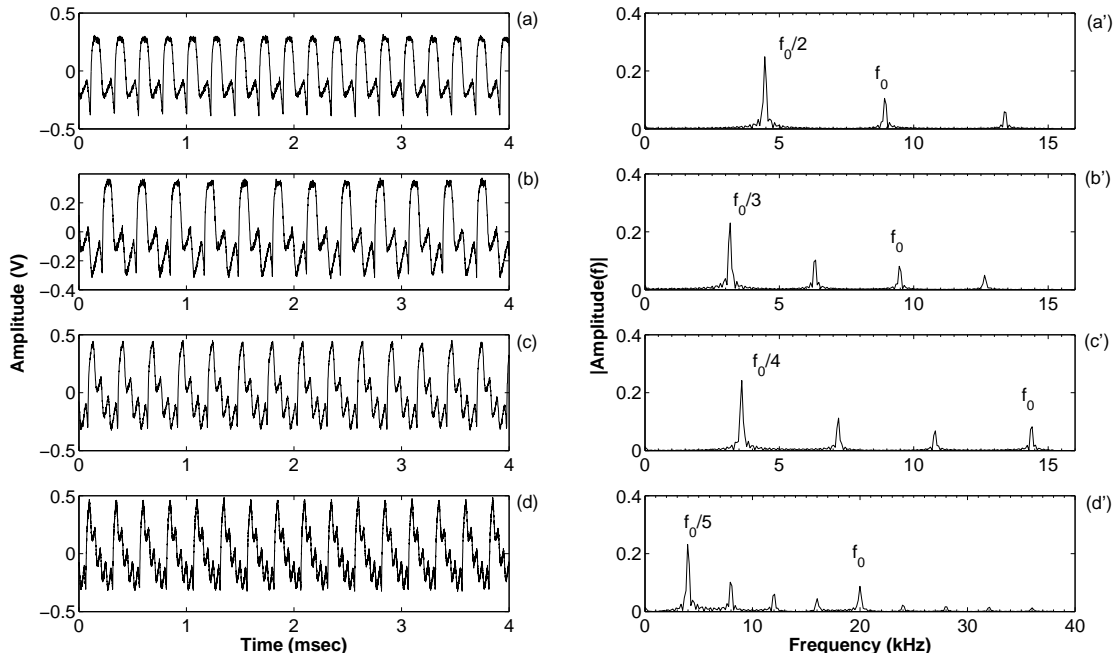 (a)
0.5
0
−0.5
0 1 2 3 4
(a’)
0.4
0.2
0
f0/2
f0
0 5 10 15
(b)
0.2
0
−0.2
−0.4
0 1 2 3 4
(b’)
0.4
0.2
0
f0/3
f0
0 5 10 15
(c)
0.5
0
−0.5
0 1 2 3 4
(c’)
0.4
0.2
0
f0/4
f0
0 5 10 15
(d)
0.5
0
−0.5
0 1 2 3 4
(d’)
0.4
0.2
0
f0/5
f0
0 10 20 30 40
Amplitude (V)
Time (msec)
|Amplitude(f)|
Frequency (kHz)